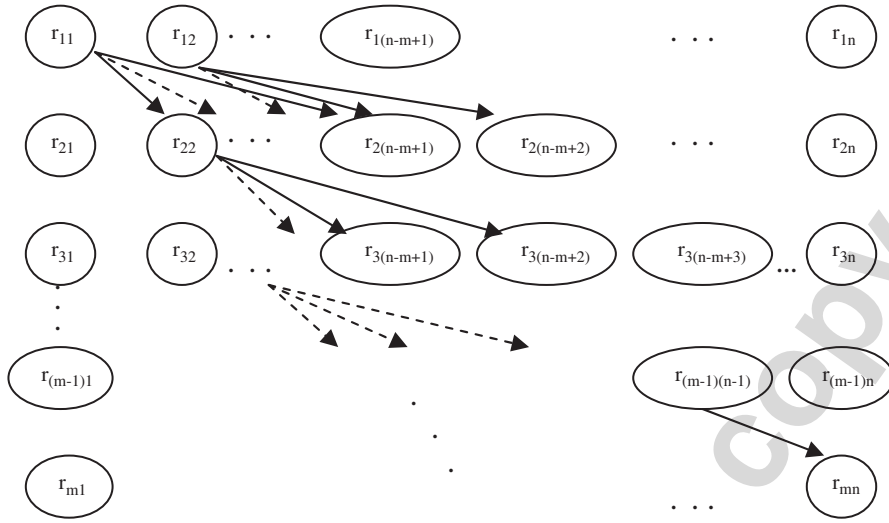 r11 r12 . . . r1(n-m+1) . . . r1n
r21 r22 . . . r2(n-m+1) r2(n-m+2) . . . r2n
r31 r32 . . . r3(n-m+1) r3(n-m+2) r3(n-m+3) ... r3n
r(m-1)1 r(m-1)(n-1) r(m-1)n
rm1 . . . rmn
copy